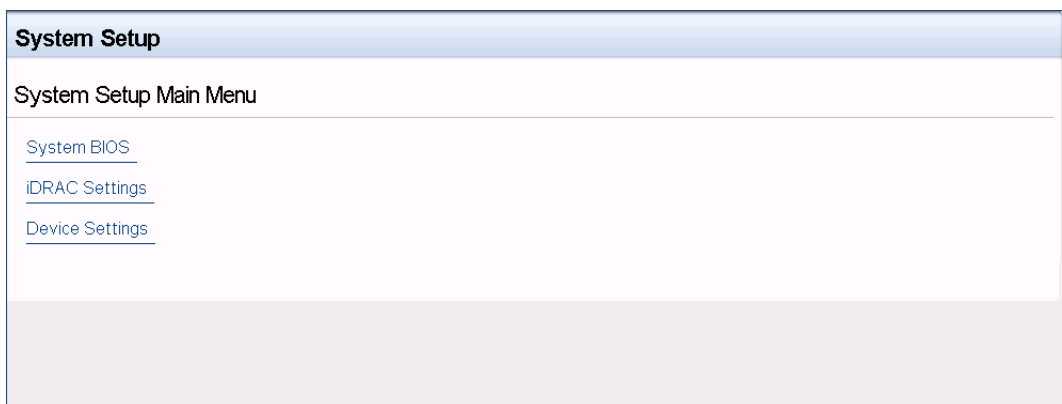 System Setup
System Setup Main Menu
System BIOS
iDRAC Settings
Device Settings